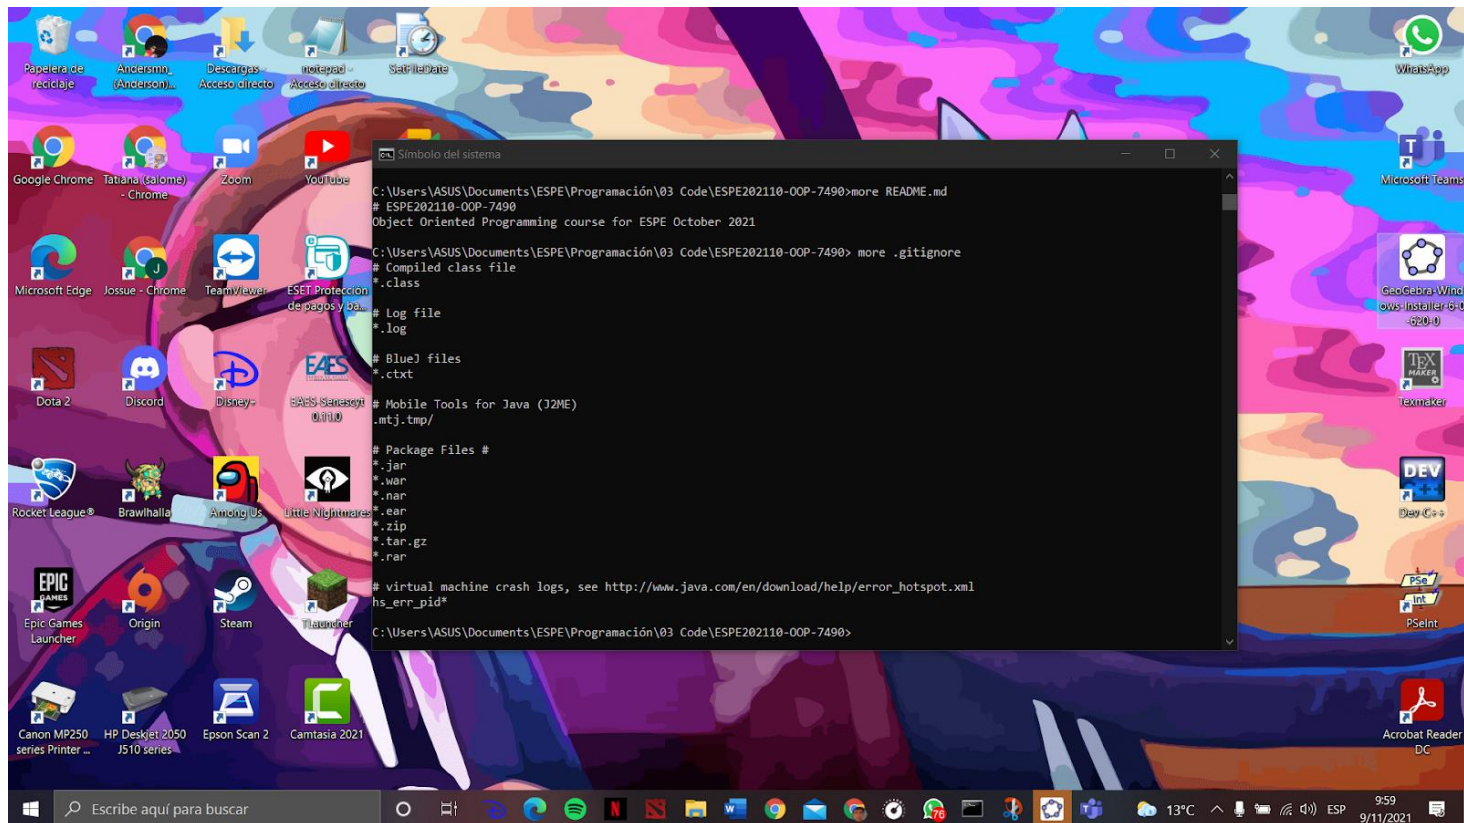 Papelera de
reciclaje
Andersmn_
(Anderson)...
Descargas -
Acceso directo
notepad -
Acceso directo
SetFileDate
WhatsApp
Google Chrome
Tatiana (salome)
- Chrome
Zoom
YouTube
Microsoft Teams
Microsoft Edge
Jossue - Chrome
TeamViewer
ESET Protección
de pagos y ba...
GeoGebra-Wind
ows-Installer-6-0
-620-0
Dota 2
Discord
Disney+
EAES
EAES-Senescyt
0.11.0
TEX
MAKER
Texmaker
Rocket League®
Brawlhalla
Among Us
Little Nightmares
DEV
C++
Dev-C++
EPIC
GAMES
Epic Games
Launcher
Origin
Steam
TLauncher
PSe
Int
PSeInt
Canon MP250
series Printer ...
HP Deskjet 2050
J510 series
Epson Scan 2
Camtasia 2021
Acrobat Reader
DC
Símbolo del sistema
C:\Users\ASUS\Documents\ESPE\Programación\03 Code\ESPE202110-OOP-7490>more README.md
# ESPE202110-OOP-7490
Object Oriented Programming course for ESPE October 2021
C:\Users\ASUS\Documents\ESPE\Programación\03 Code\ESPE202110-OOP-7490> more .gitignore
# Compiled class file
*.class
# Log file
*.log
# BlueJ files
*.ctxt
# Mobile Tools for Java (J2ME)
.mtj.tmp/
# Package Files #
*.jar
*.war
*.nar
*.ear
*.zip
*.tar.gz
*.rar
# virtual machine crash logs, see http://www.java.com/en/download/help/error_hotspot.xml
hs_err_pid*
C:\Users\ASUS\Documents\ESPE\Programación\03 Code\ESPE202110-OOP-7490>
Escribe aquí para buscar
76
13°C
ESP
9:59
9/11/2021